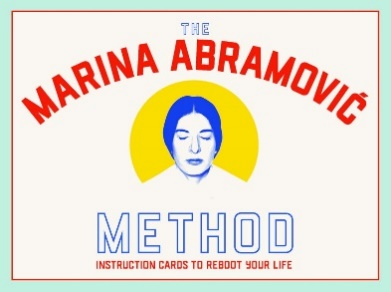 THE
MARINA ABRAMOVIĆ
METHOD
INSTRUCTION CARDS TO REBOOT YOUR LIFE